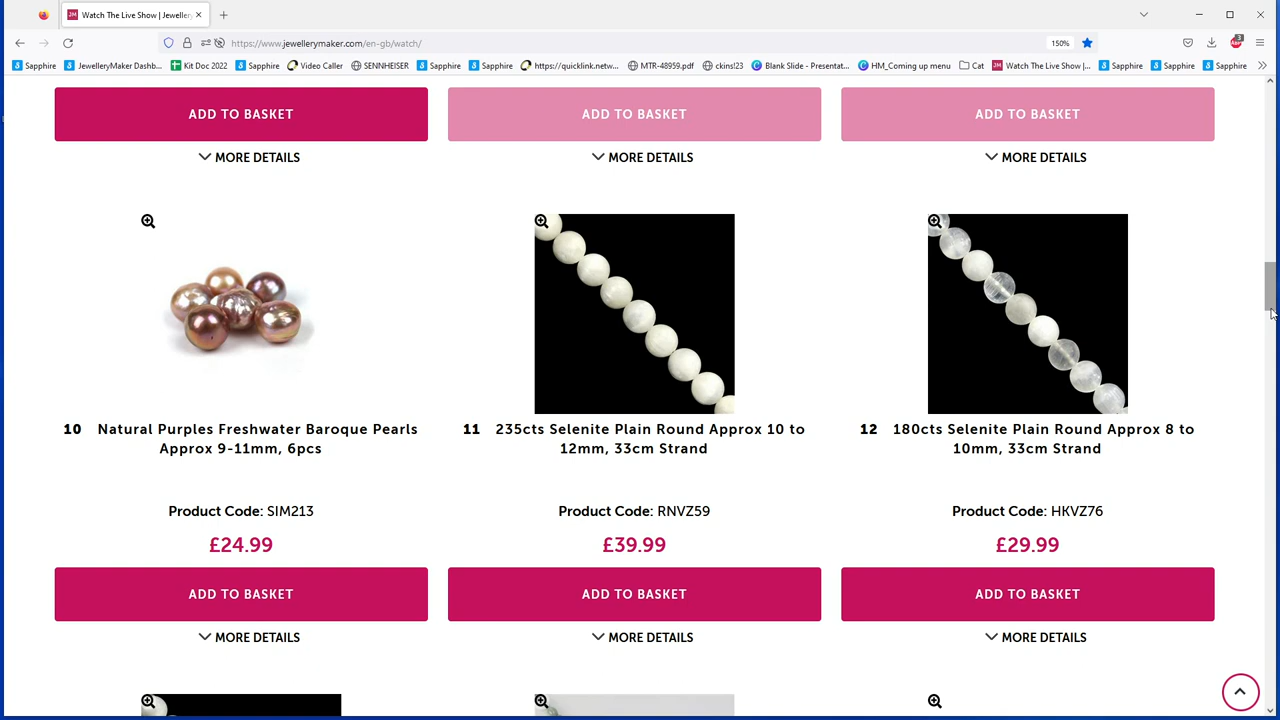 Watch The Live Show | Jewellery
https://www.jewellerymaker.com/en-gb/watch/
150%
Sapphire
JewelleryMaker Dashb...
Kit Doc 2022
Sapphire
Video Caller
SENNHEISER
Sapphire
Sapphire
https://quicklink.netw...
MTR-48959.pdf
ckins!23
Blank Slide - Presentat...
HM_Coming up menu
Cat
Watch The Live Show |...
Sapphire
Sapphire
Sapphire
ADD TO BASKET
ADD TO BASKET
ADD TO BASKET
MORE DETAILS
MORE DETAILS
MORE DETAILS
10 Natural Purples Freshwater Baroque Pearls
Approx 9-11mm, 6pcs
Product Code: SIM213
£24.99
ADD TO BASKET
MORE DETAILS
11 235cts Selenite Plain Round Approx 10 to
12mm, 33cm Strand
Product Code: RNVZ59
£39.99
ADD TO BASKET
MORE DETAILS
12 180cts Selenite Plain Round Approx 8 to
10mm, 33cm Strand
Product Code: HKVZ76
£29.99
ADD TO BASKET
MORE DETAILS